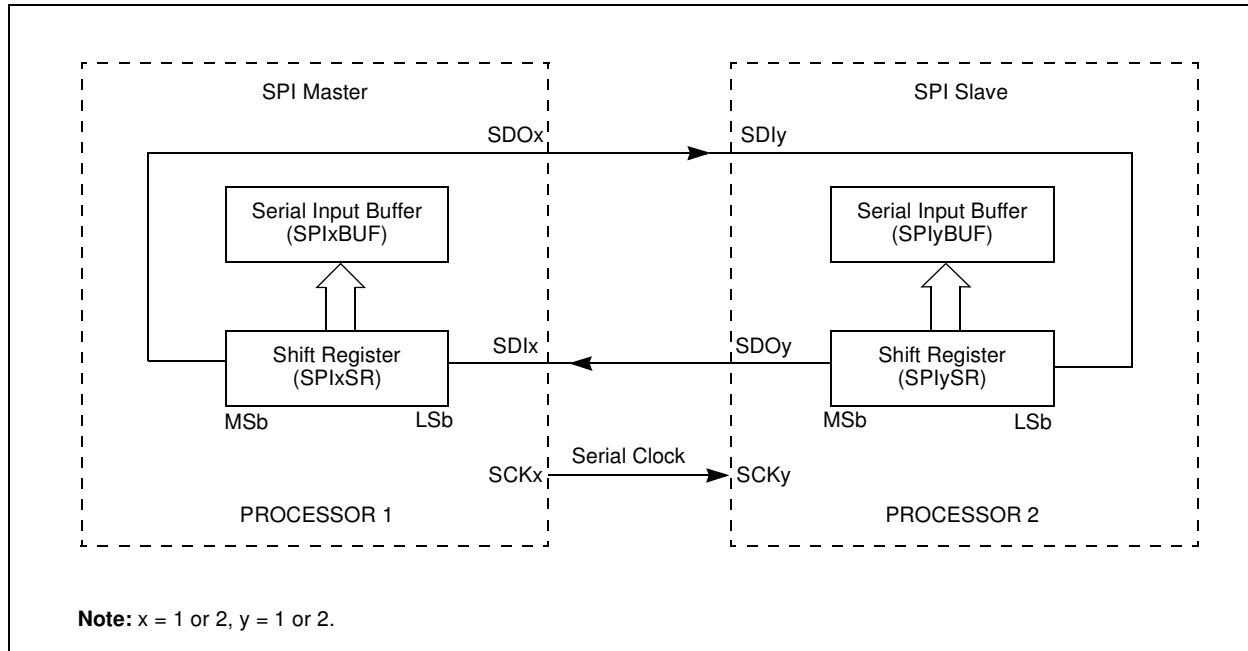 SPI Master
SDOx
Serial Input Buffer
(SPIxBUF)
Shift Register
(SPIxSR)
MSb
LSb
SDIx
SCKx
PROCESSOR 1
Serial Clock
SPI Slave
SDIy
Serial Input Buffer
(SPIyBUF)
SDOy
Shift Register
(SPIySR)
MSb
LSb
SCKy
PROCESSOR 2
Note: x = 1 or 2, y = 1 or 2.